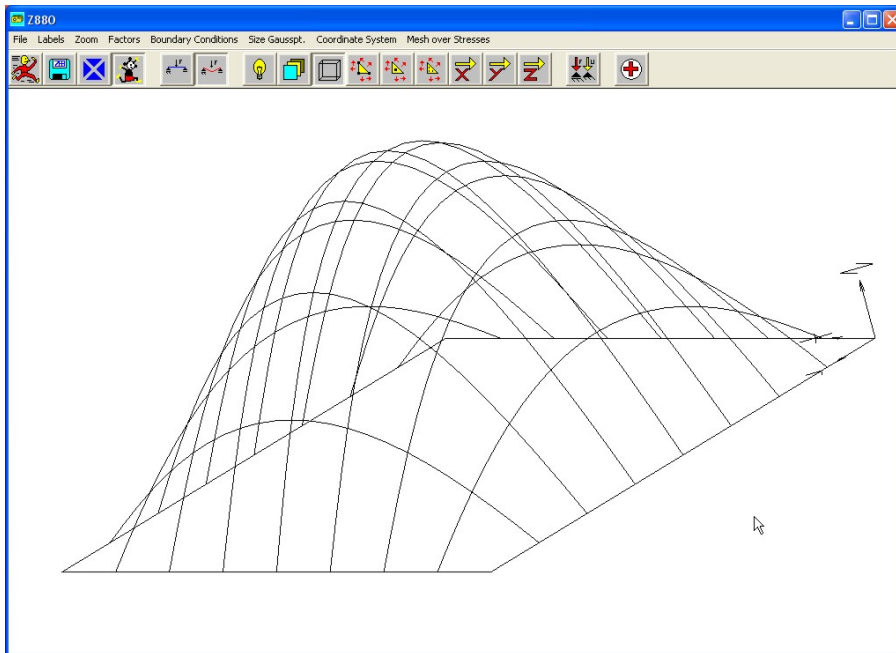 Z88O
File Labels Zoom Factors Boundary Conditions Size Gausspt. Coordinate System Mesh over Stresses
X Y Z
Z